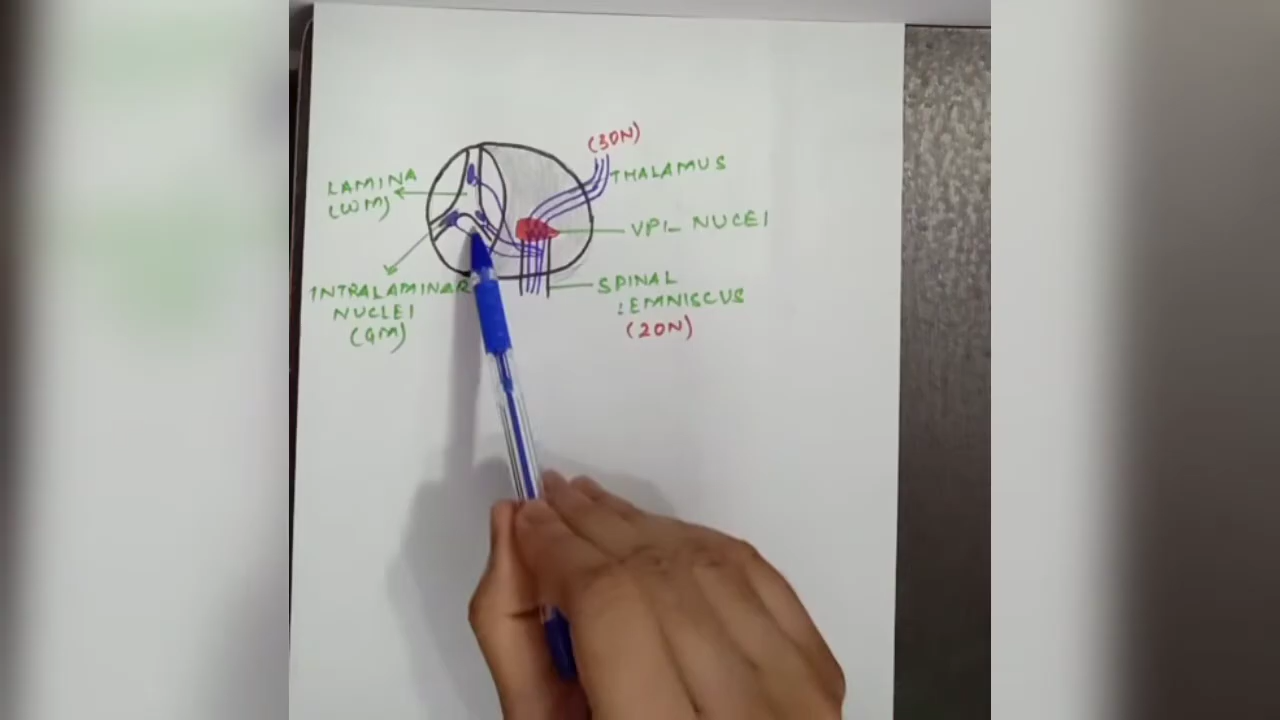 (3ON)
THALAMUS
LAMINA
(WM)
VPL NUCEI
INTRALAMINAR
NUCLEI
(GM)
SPINAL
LEMNISCUS
(2ON)